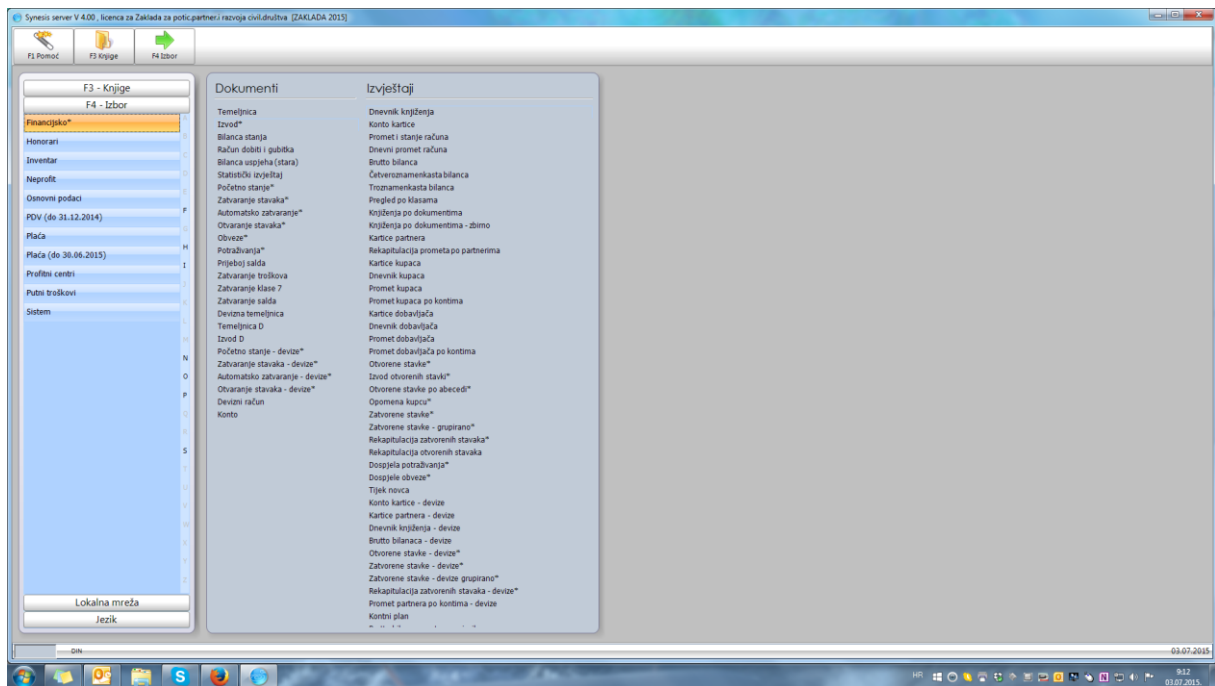 Synesis server V 4.00 , licenca za Zaklada za potic.partner.i razvoja civil.društva [ZAKLADA 2015]
F1 Pomoć F3 Knjige F4 Izbor
F3 - Knjige
F4 - Izbor
Financijsko*
Honorari
Inventar
Neprofit
Osnovni podaci
PDV (do 31.12.2014)
Plaća
Plaća (do 30.06.2015)
Profitni centri
Putni troškovi
Sistem
F
H
I
N
O
P
S
Lokalna mreža
Jezik
Dokumenti
Temeljnica
Izvod*
Bilanca stanja
Račun dobiti i gubitka
Bilanca uspjeha (stara)
Statistički izvještaj
Početno stanje*
Zatvaranje stavaka*
Automatsko zatvaranje*
Otvaranje stavaka*
Obveze*
Potraživanja*
Prijeboj salda
Zatvaranje troškova
Zatvaranje klase 7
Zatvaranje salda
Devizna temeljnica
Temeljnica D
Izvod D
Početno stanje - devize*
Zatvaranje stavaka - devize*
Automatsko zatvaranje - devize*
Otvaranje stavaka - devize*
Devizni račun
Konto
Izvještaji
Dnevnik knjiženja
Konto kartice
Promet i stanje računa
Dnevni promet računa
Brutto bilanca
Četveroznamenkasta bilanca
Troznamenkasta bilanca
Pregled po klasama
Knjiženja po dokumentima
Knjiženja po dokumentima - zbirno
Kartice partnera
Rekapitulacija prometa po partnerima
Kartice kupaca
Dnevnik kupaca
Promet kupaca
Promet kupaca po kontima
Kartice dobavljača
Dnevnik dobavljača
Promet dobavljača
Promet dobavljača po kontima
Otvorene stavke*
Izvod otvorenih stavki*
Otvorene stavke po abecedi*
Opomena kupcu*
Zatvorene stavke*
Zatvorene stavke - grupirano*
Rekapitulacija zatvorenih stavaka*
Rekapitulacija otvorenih stavaka
Dospjela potraživanja*
Dospjele obveze*
Tijek novca
Konto kartice - devize
Kartice partnera - devize
Dnevnik knjiženja - devize
Brutto bilanaca - devize
Otvorene stavke - devize*
Zatvorene stavke - devize*
Zatvorene stavke - devize grupirano*
Rekapitulacija zatvorenih stavaka - devize*
Promet partnera po kontima - devize
Kontni plan
DIN
03.07.2015
HR
9:12
03.07.2015.